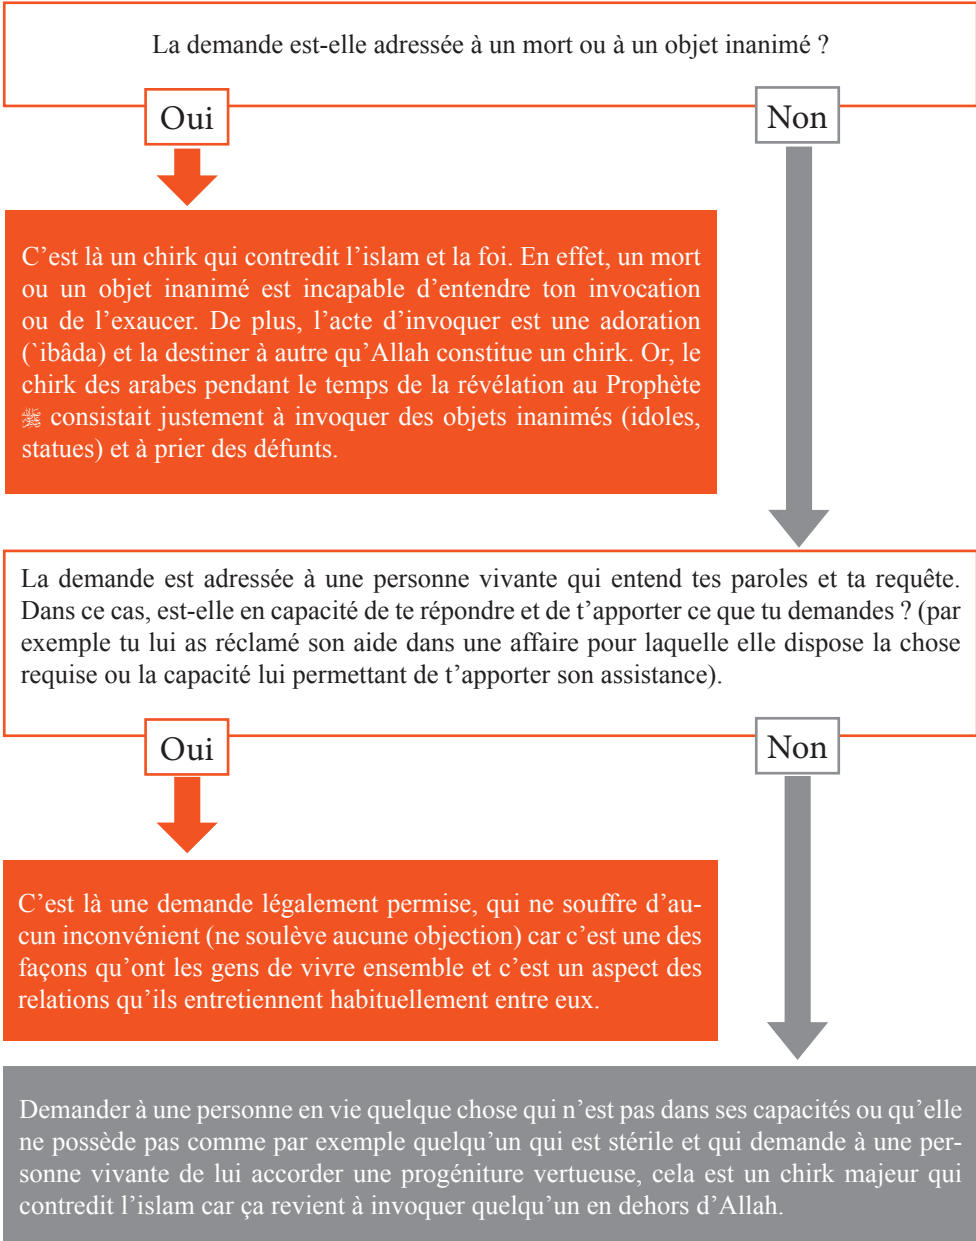 La demande est-elle adressée à un mort ou à un objet inanimé ?
Oui
Non
C’est là un chirk qui contredit l’islam et la foi. En effet, un mort
ou un objet inanimé est incapable d’entendre ton invocation
ou de l’exaucer. De plus, l’acte d’invoquer est une adoration
(`ibâda) et la destiner à autre qu’Allah constitue un chirk. Or, le
chirk des arabes pendant le temps de la révélation au Prophète
ﷺ consistait justement à invoquer des objets inanimés (idoles,
statues) et à prier des défunts.
La demande est adressée à une personne vivante qui entend tes paroles et ta requête.
Dans ce cas, est-elle en capacité de te répondre et de t’apporter ce que tu demandes ? (par
exemple tu lui as réclamé son aide dans une affaire pour laquelle elle dispose la chose
requise ou la capacité lui permettant de t’apporter son assistance).
Oui
Non
C’est là une demande légalement permise, qui ne souffre d’au-
cun inconvénient (ne soulève aucune objection) car c’est une des
façons qu’ont les gens de vivre ensemble et c’est un aspect des
relations qu’ils entretiennent habituellement entre eux.
Demander à une personne en vie quelque chose qui n’est pas dans ses capacités ou qu’elle
ne possède pas comme par exemple quelqu’un qui est stérile et qui demande à une per-
sonne vivante de lui accorder une progéniture vertueuse, cela est un chirk majeur qui
contredit l’islam car ça revient à invoquer quelqu’un en dehors d’Allah.